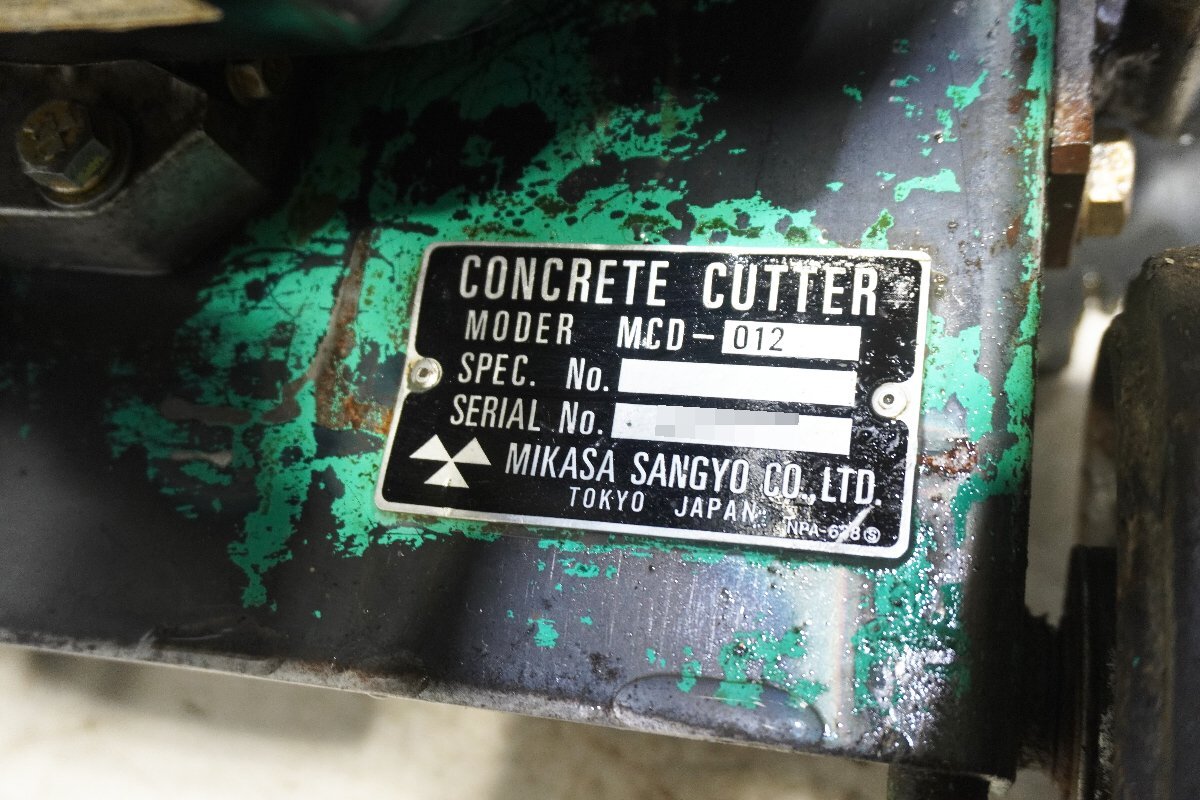 CONCRETE CUTTER
MODER MCD-012
SPEC. No.
SERIAL No.
MIKASA SANGYO CO., LTD.
TOKYO JAPAN